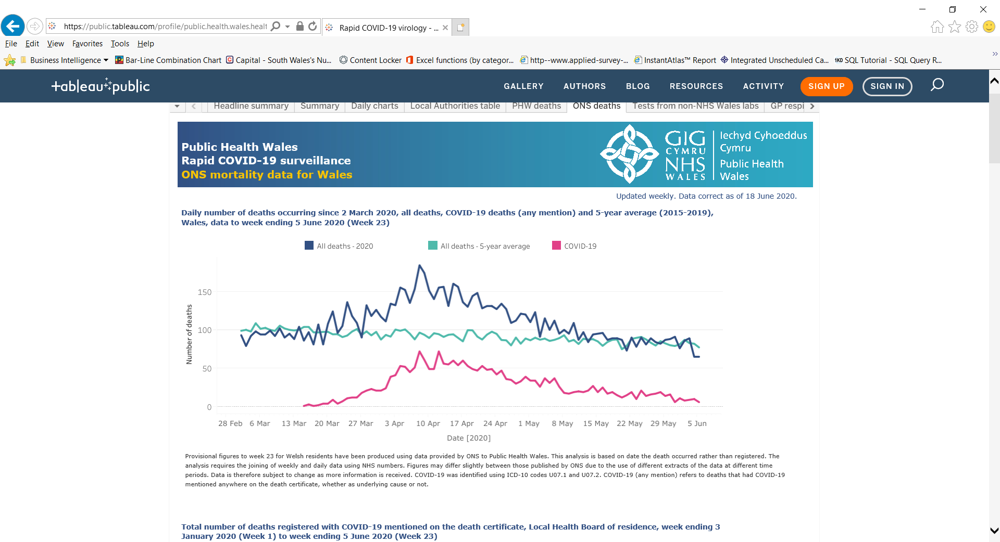 https://public.tableau.com/profile/public.health.wales.healt
Rapid COVID-19 virology - ...
File Edit View Favorites Tools Help
Business Intelligence Bar-Line Combination Chart Capital - South Wales's Nu... Content Locker Excel functions (by categor... http--www.applied-survey-... InstantAtlas™ Report Integrated Unscheduled Ca... 1KD SQL Tutorial - SQL Query R...
+ableau public GALLERY AUTHORS BLOG RESOURCES ACTIVITY SIGN UP SIGN IN
Headline summary Summary Daily charts Local Authorities table PHW deaths ONS deaths Tests from non-NHS Wales labs GP respi
Public Health Wales
Rapid COVID-19 surveillance
ONS mortality data for Wales
GIG
CYMRU
NHS
WALES
Iechyd Cyhoeddus
Cymru
Public Health
Wales
Updated weekly. Data correct as of 18 June 2020.
Daily number of deaths occurring since 2 March 2020, all deaths, COVID-19 deaths (any mention) and 5-year average (2015-2019),
Wales, data to week ending 5 June 2020 (Week 23)
All deaths - 2020 All deaths - 5-year average COVID-19
Number of deaths
150
100
50
0
28 Feb 6 Mar 13 Mar 20 Mar 27 Mar 3 Apr 10 Apr 17 Apr 24 Apr 1 May 8 May 15 May 22 May 29 May 5 Jun
Date [2020]
Provisional figures to week 23 for Welsh residents have been produced using data provided by ONS to Public Health Wales. This analysis is based on date the death occurred rather than registered. The
analysis requires the joining of weekly and daily data using NHS numbers. Figures may differ slightly between those published by ONS due to the use of different extracts of the data at different time
periods. Data is therefore subject to change as more information is received. COVID-19 was identified using ICD-10 codes U07.1 and U07.2. COVID-19 (any mention) refers to deaths that had COVID-19
mentioned anywhere on the death certificate, whether as underlying cause or not.
Total number of deaths registered with COVID-19 mentioned on the death certificate, Local Health Board of residence, week ending 3
January 2020 (Week 1) to week ending 5 June 2020 (Week 23)